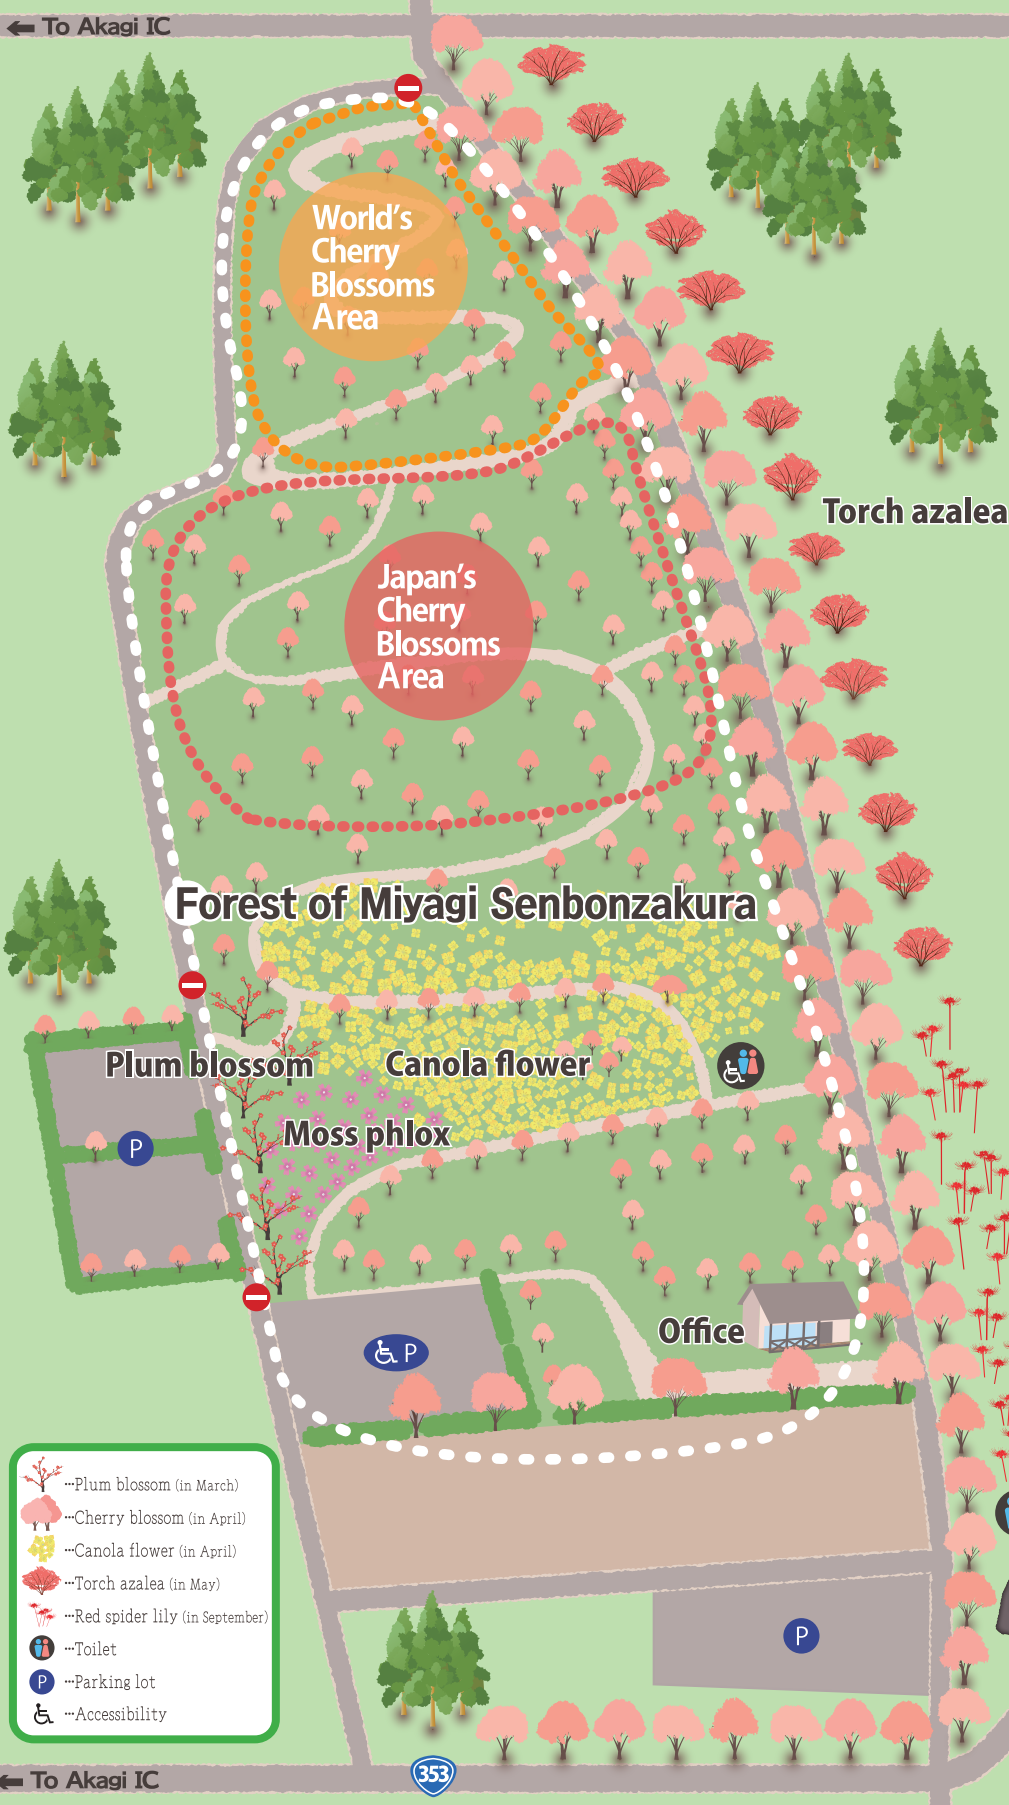 To Akagi IC
World's
Cherry
Blossoms
Area
Torch azalea
Japan's
Cherry
Blossoms
Area
Forest of Miyagi Senbonzakura
Plum blossom
Canola flower
P
Moss phlox
Office
P
···Plum blossom (in March)
···Cherry blossom (in April)
···Canola flower (in April)
···Torch azalea (in May)
···Red spider lily (in September)
···Toilet
P ···Parking lot
···Accessibility
P
353
To Akagi IC